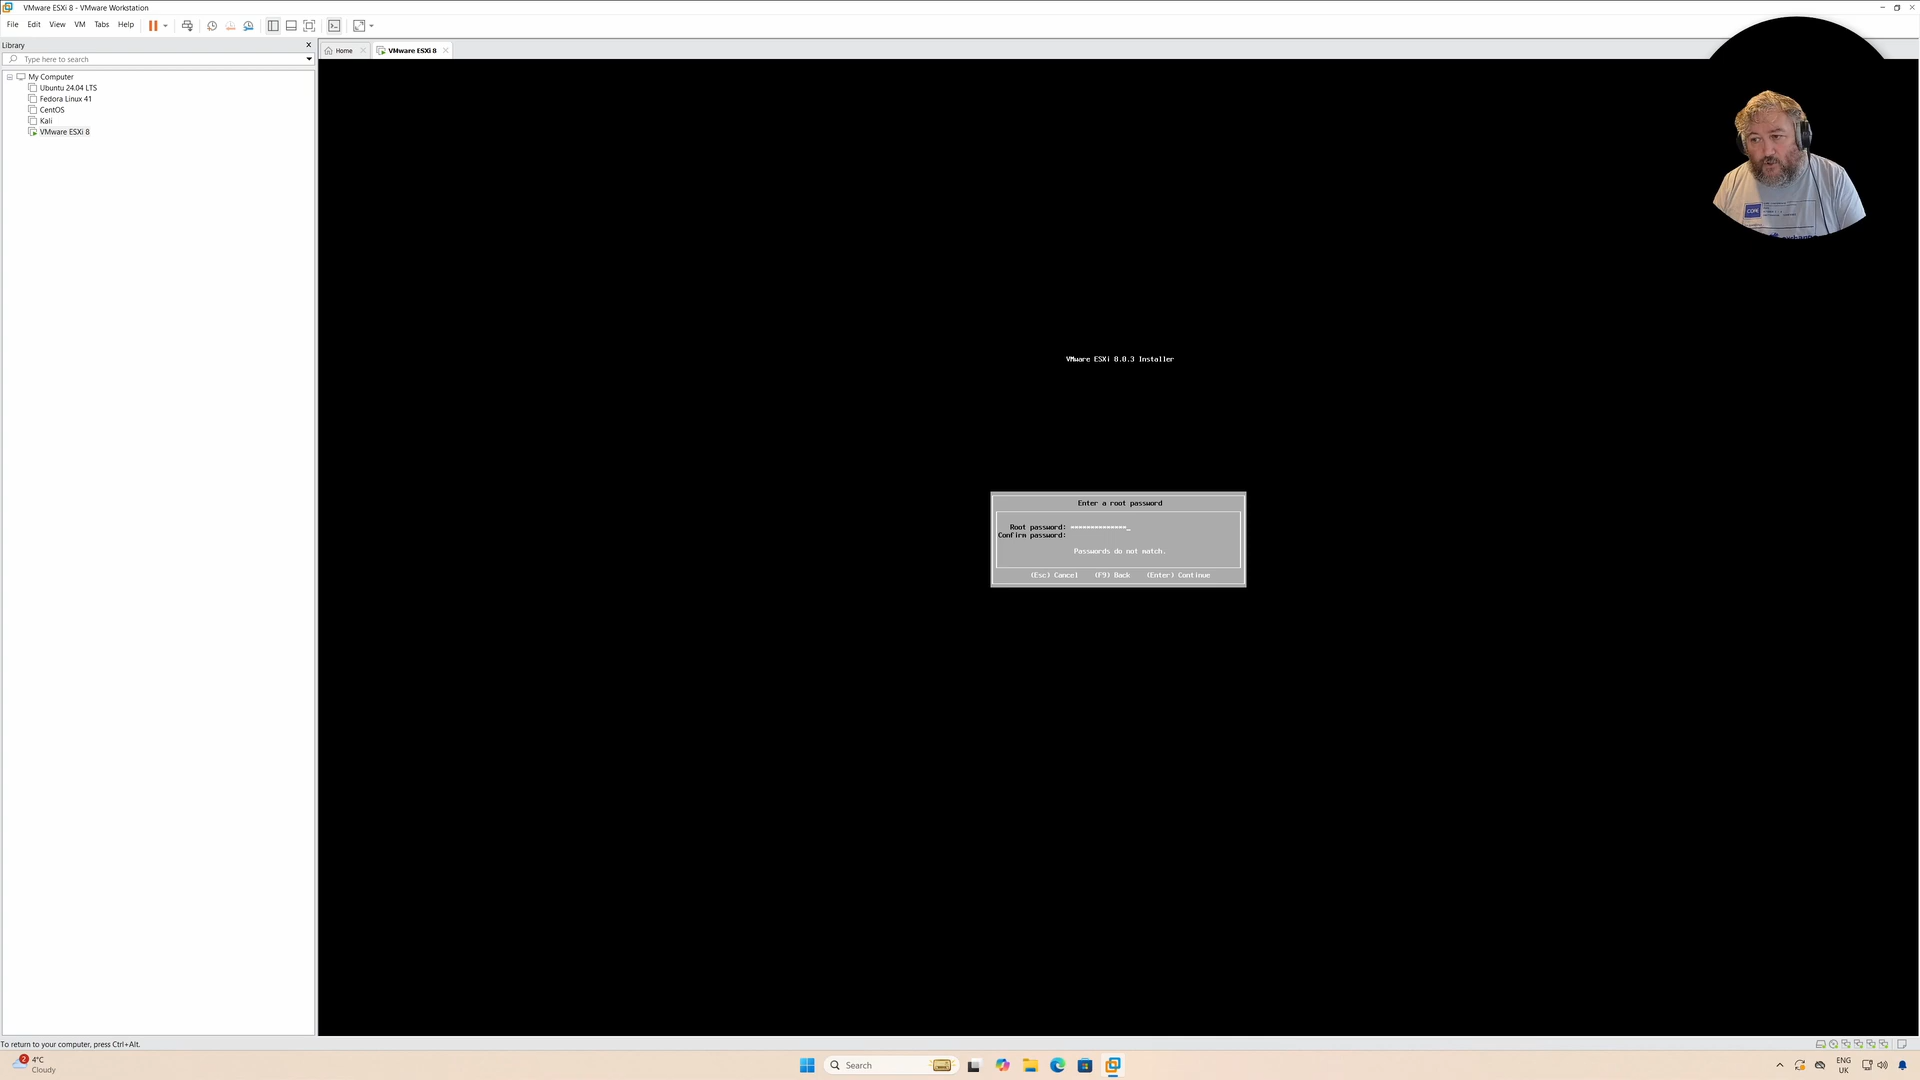 VMware ESXi 8 - VMware Workstation
File Edit View VM Tabs Help
Library
Type here to search
My Computer
Ubuntu 24.04 LTS
Fedora Linux 41
CentOS
Kali
VMware ESXi 8
Home
VMware ESXi 8
VMware ESXi 8.0.3 Installer
Enter a root password
Root password: **************_
Confirm password:
Passwords do not match.
(Esc) Cancel (F9) Back (Enter) Continue
To return to your computer, press Ctrl+Alt.
2
4°C
Cloudy
Search
ENG
UK